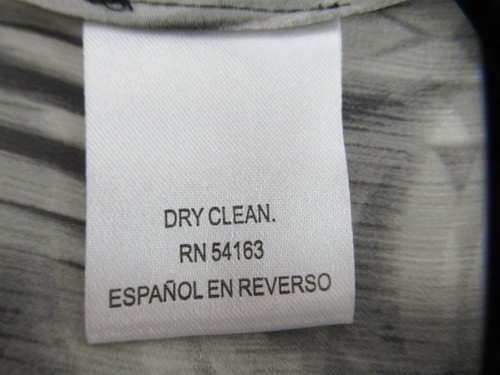 DRY CLEAN.
RN 54163
ESPAÑOL EN REVERSO